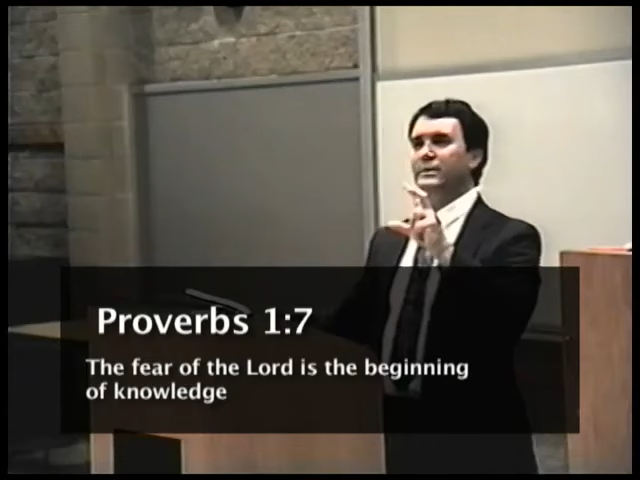 Proverbs 1:7
The fear of the Lord is the beginning
of knowledge